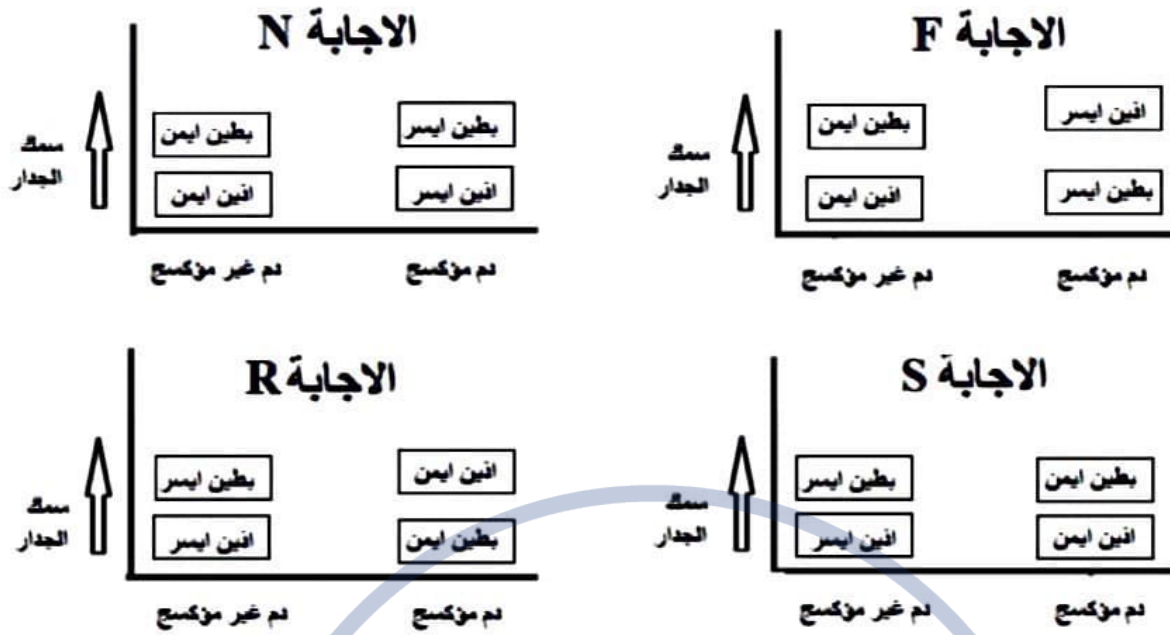 الاجابة N
سمك الجدار
بطين ايمن
بطين ايسر
اذين ايمن
اذين ايسر
دم غير مؤكسج
دم مؤكسج
الاجابة F
سمك الجدار
بطين ايمن
اذين ايسر
اذين ايمن
بطين ايسر
دم غير مؤكسج
دم مؤكسج
الاجابة R
سمك الجدار
بطين ايسر
اذين ايمن
اذين ايسر
بطين ايمن
دم غير مؤكسج
دم مؤكسج
الاجابة S
سمك الجدار
بطين ايسر
بطين ايمن
اذين ايسر
اذين ايمن
دم غير مؤكسج
دم مؤكسج